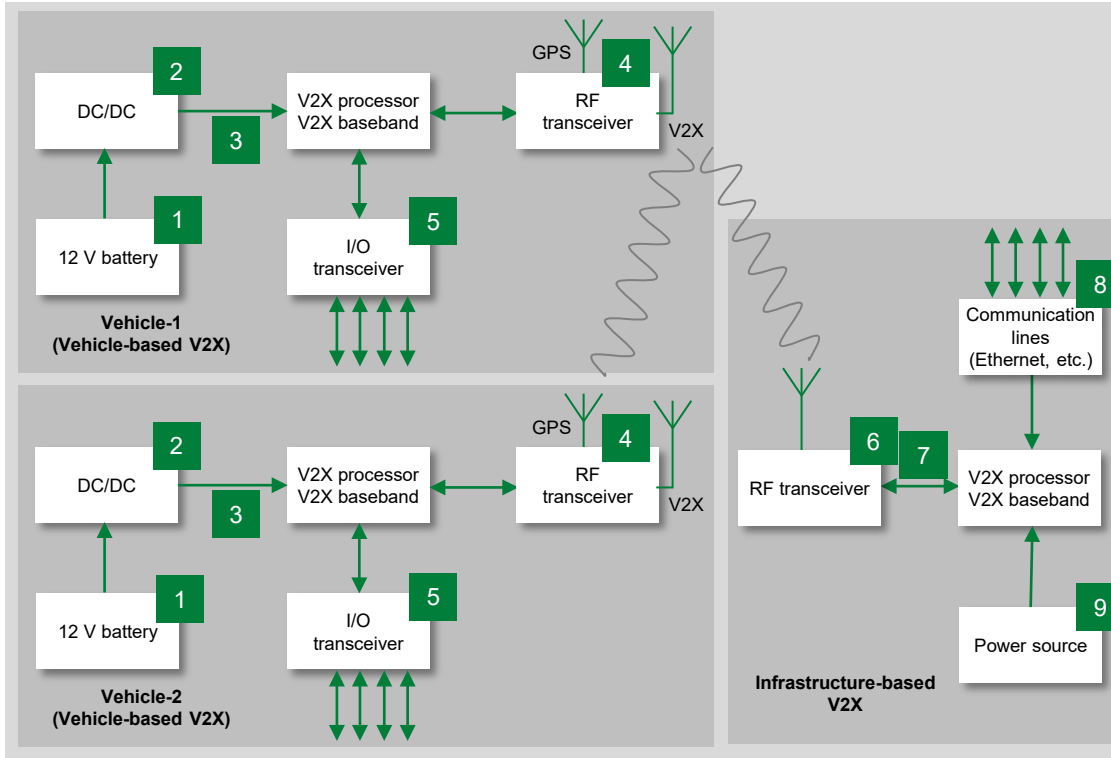 GPS
4
2
DC/DC
V2X processor
V2X baseband
RF
transceiver
3
V2X
1
5
12 V battery
I/O
transceiver
Vehicle-1
(Vehicle-based V2X)
GPS
4
2
DC/DC
V2X processor
V2X baseband
RF
transceiver
3
V2X
1
5
12 V battery
I/O
transceiver
Vehicle-2
(Vehicle-based V2X)
8
Communication
lines
(Ethernet, etc.)
6
7
RF transceiver
V2X processor
V2X baseband
9
Power source
Infrastructure-based
V2X